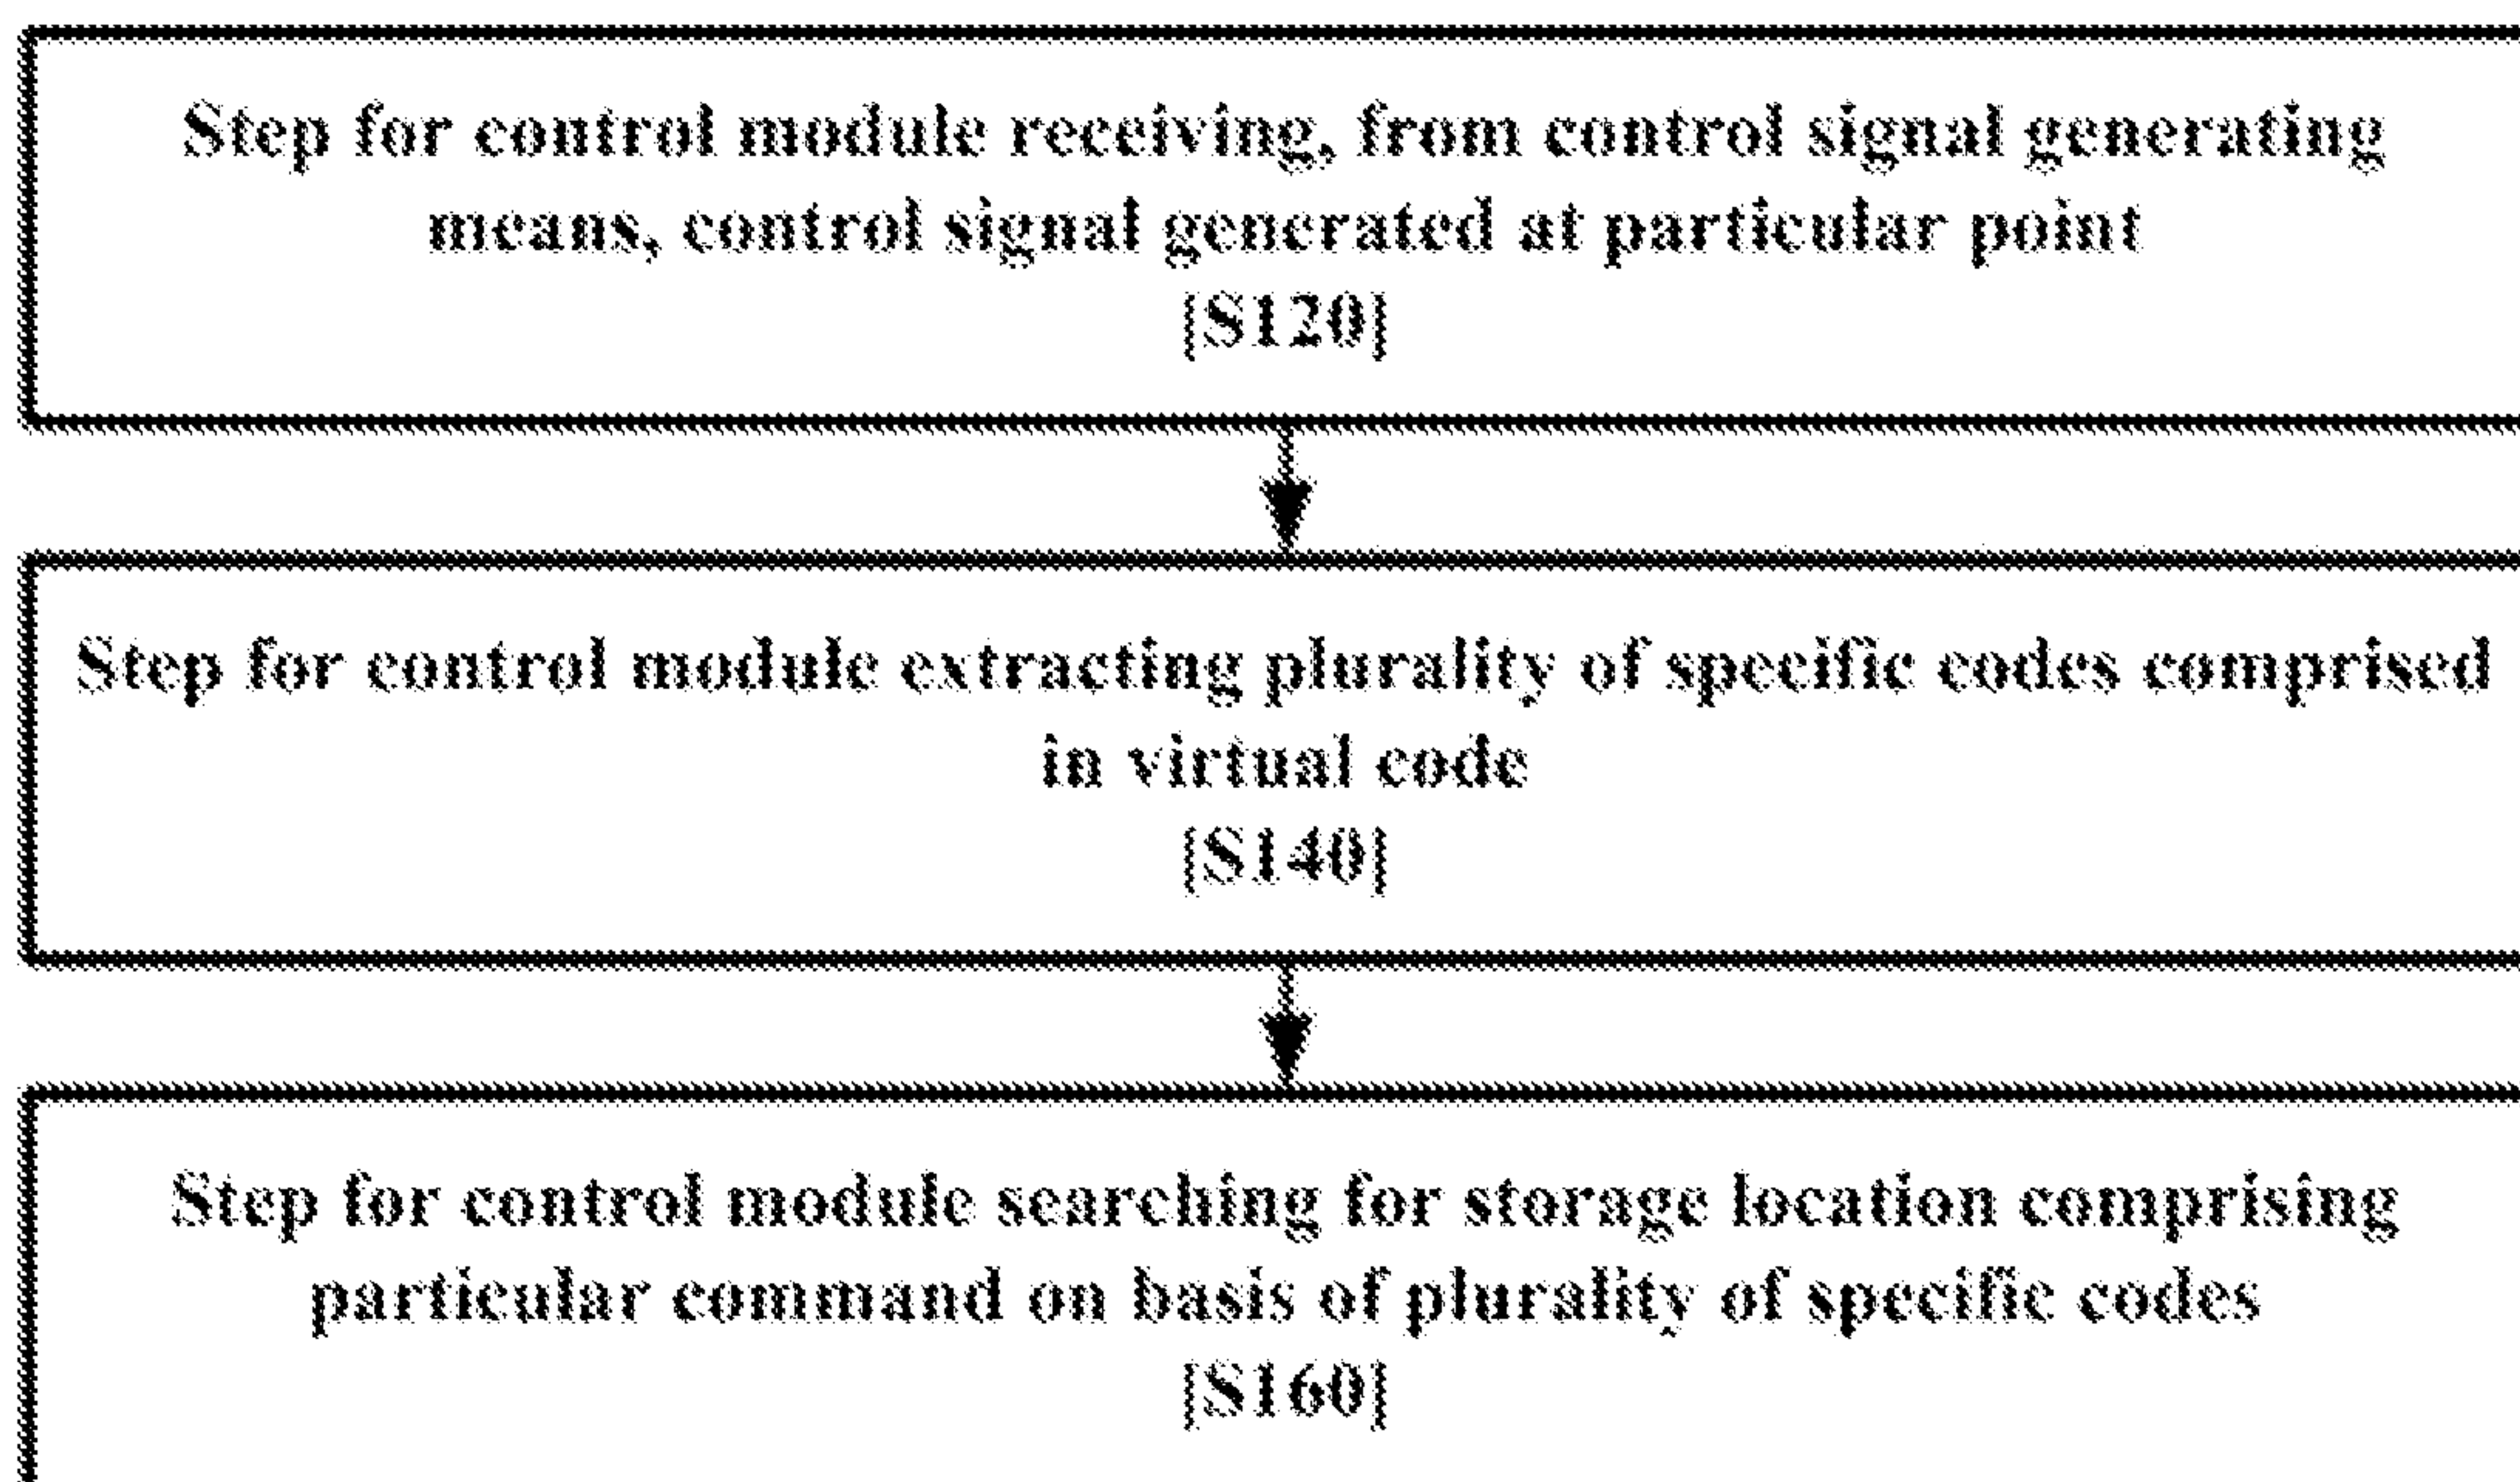 Step for control module receiving, from control signal generating
means, control signal generated at particular point
[S120]
Step for control module extracting plurality of specific codes comprised
in virtual code
[S140]
Step for control module searching for storage location comprising
particular command on basis of plurality of specific codes
[S160]